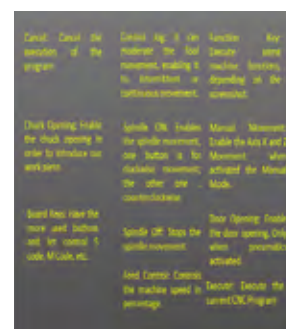 Cancel: Cancel the
execution of the
program
Chuck Opening: Enable
the chuck opening in
order to introduce our
work piece
Board Keys: Have the
more used buttons
and let control S
code, M Code, etc.
Control Jog: It can
moderate the tool
movement, enabling it
to intermittent or
continuous movement.
Spindle ON: Enables
the spindle movement,
one button is for
clockwise movement;
the other one
counterclockwise
Spindle Off: Stops the
spindle movement
Feed Control: Controls
the machine speed in
percentage.
Function Key:
Execute some
machine functions,
depending on the
screenshot.
Manual Movement:
Enable the Axis X and Z
Movement when
activated the Manual
Mode.
Door Opening: Enable
the door opening. Only
when pneumatic
activated
Executer: Execute the
current CNC Program